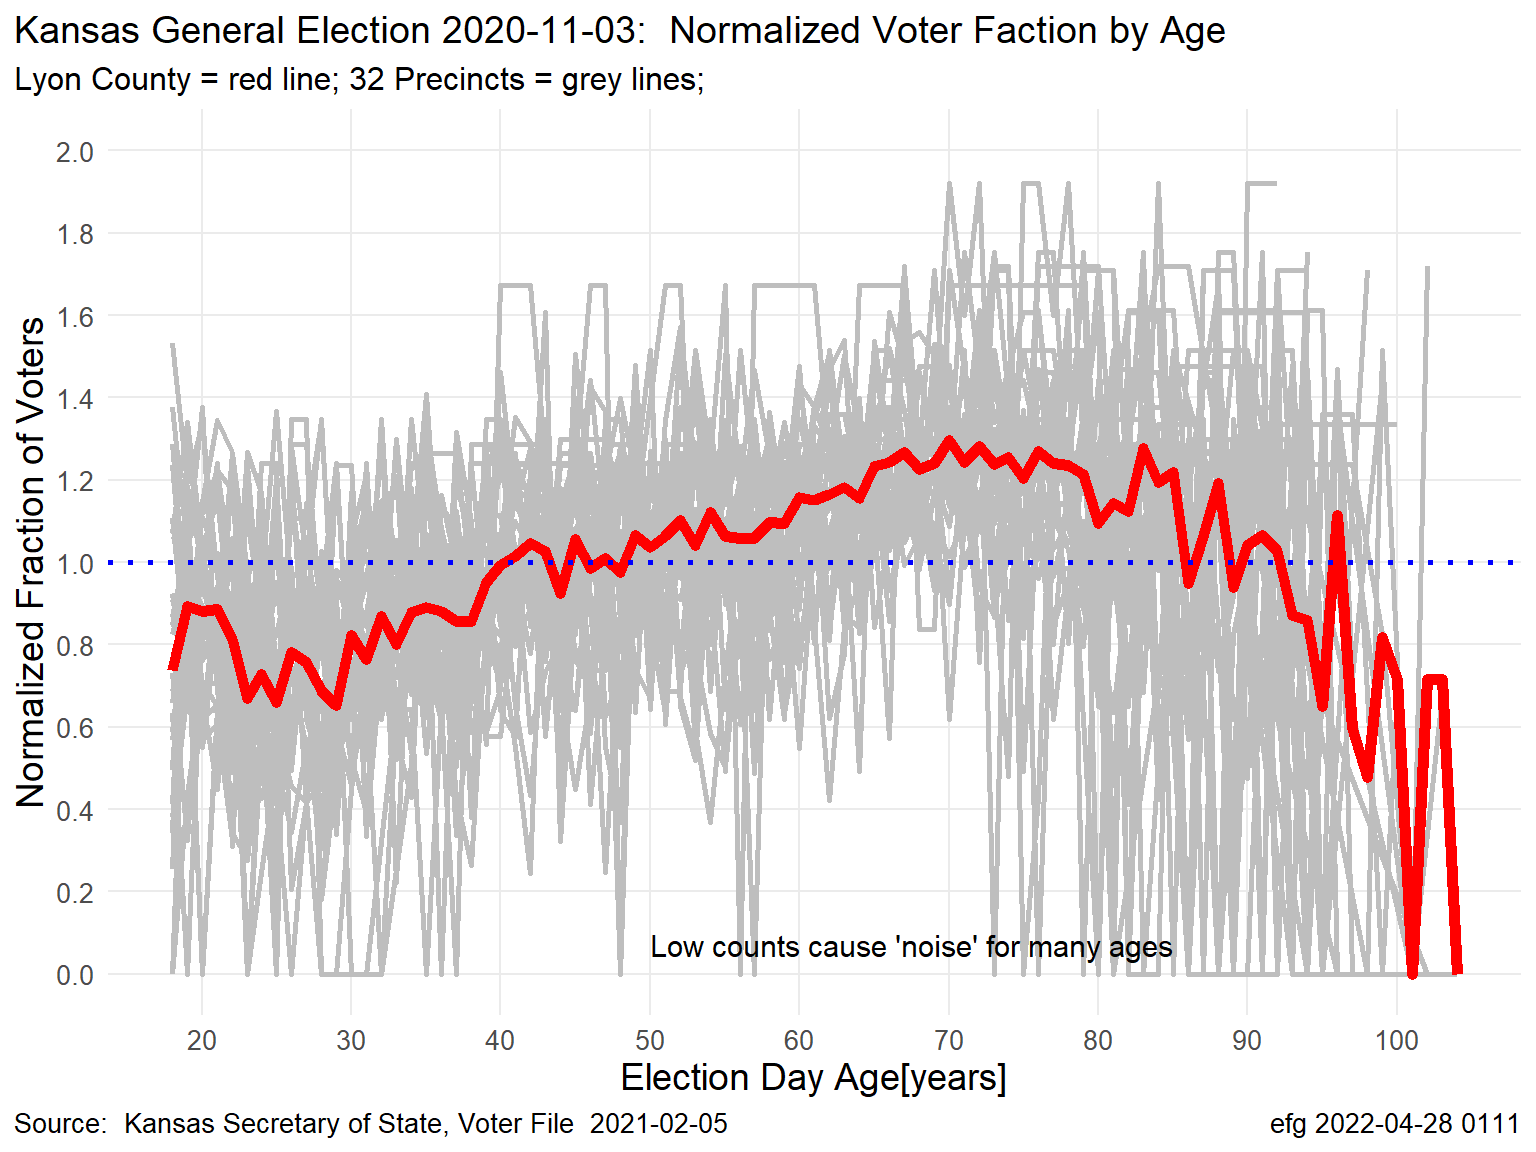 Kansas General Election 2020-11-03:  Normalized Voter Faction by Age
Lyon County = red line; 32 Precincts = grey lines;
Normalized Fraction of Voters
2.0
1.8
1.6
1.4
1.2
1.0
0.8
0.6
0.4
0.2
0.0
Low counts cause 'noise' for many ages
20 30 40 50 60 70 80 90 100
Election Day Age[years]
Source:  Kansas Secretary of State, Voter File  2021-02-05
efg 2022-04-28 0111